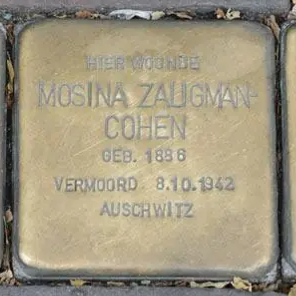 HIER WOONDE
MOSINA ZAUGMAN-
COHEN
GEB. 1886
VERMOORD 8.10.1942
AUSCHWITZ